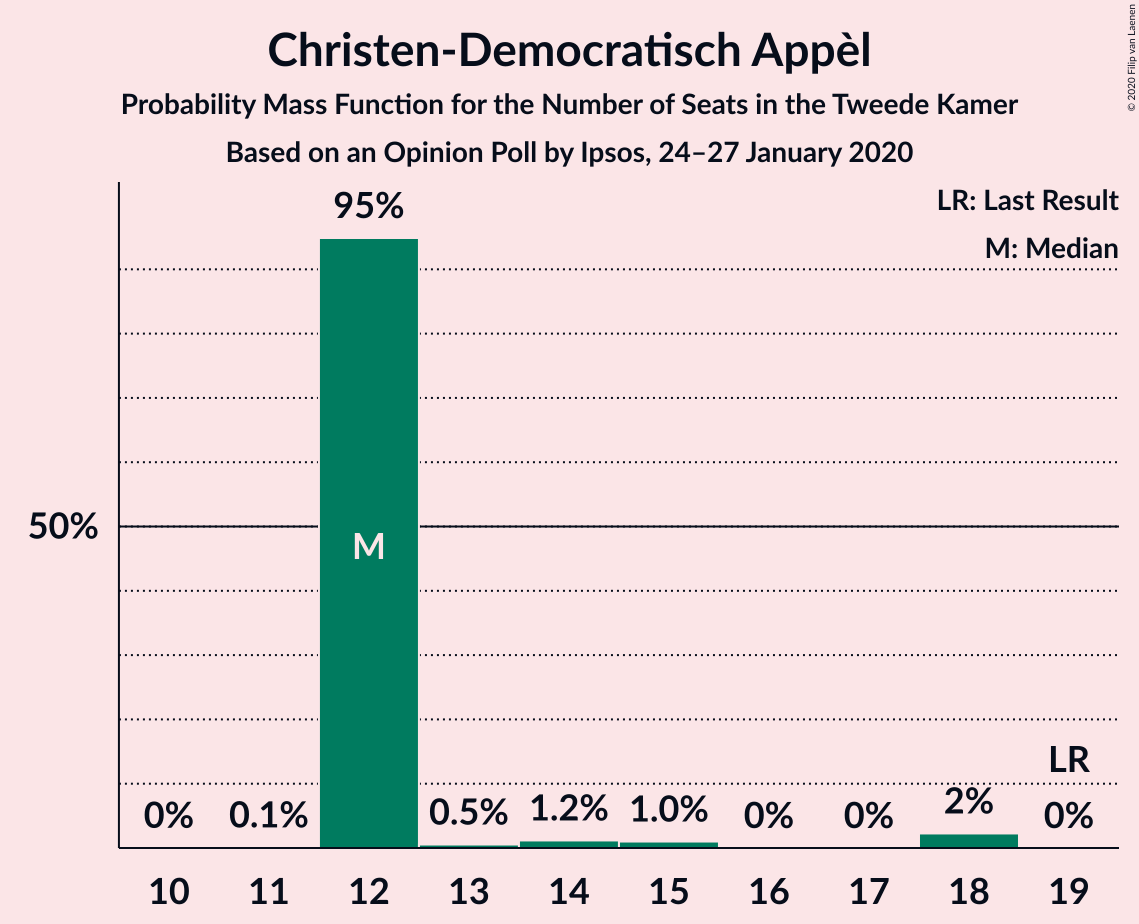 Christen-Democratisch Appèl
Probability Mass Function for the Number of Seats in the Tweede Kamer
Based on an Opinion Poll by Ipsos, 24–27 January 2020
© 2020 Filip van Laenen
LR: Last Result
M: Median
95%
50%
M
LR
0% 0.1% 0.5% 1.2% 1.0% 0% 0% 2% 0%
10 11 12 13 14 15 16 17 18 19